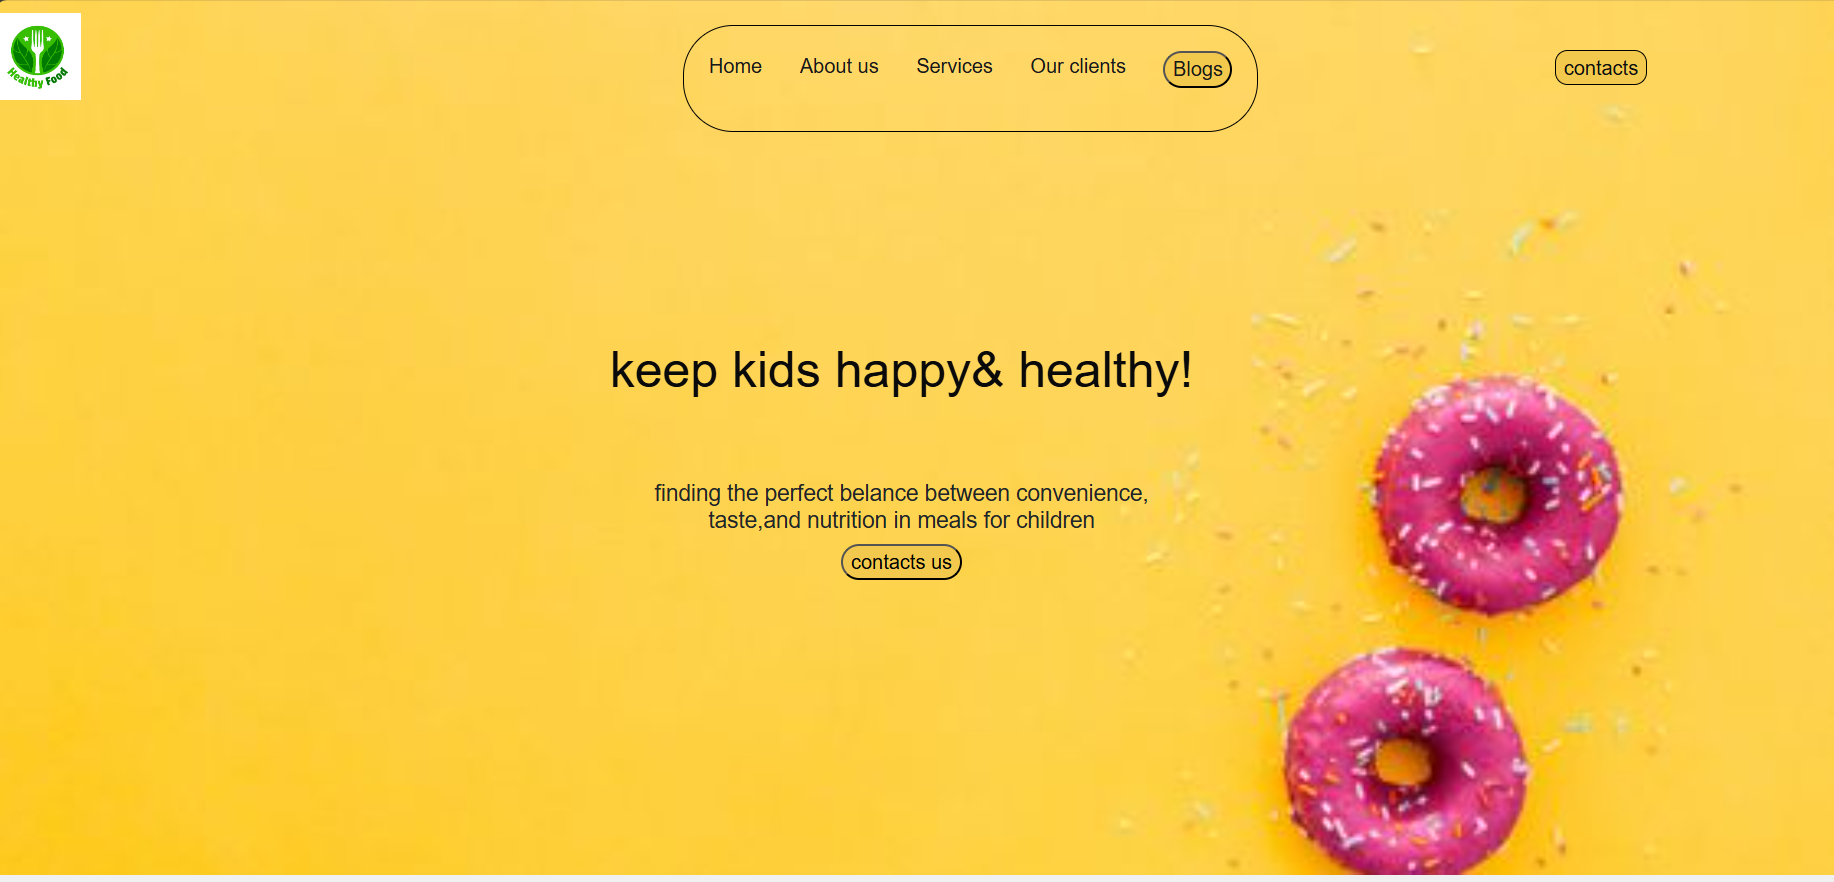 Healthy Food
Home About us Services Our clients Blogs
contacts
keep kids happy& healthy!
finding the perfect belance between convenience,
taste,and nutrition in meals for children
contacts us